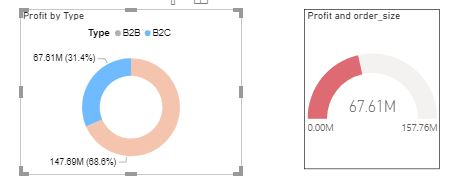 Profit by Type
Type B2B B2C
67.61M (31.4%)
147.69M (68.6%)
Profit and order_size
67.61M
0.00M
157.76M